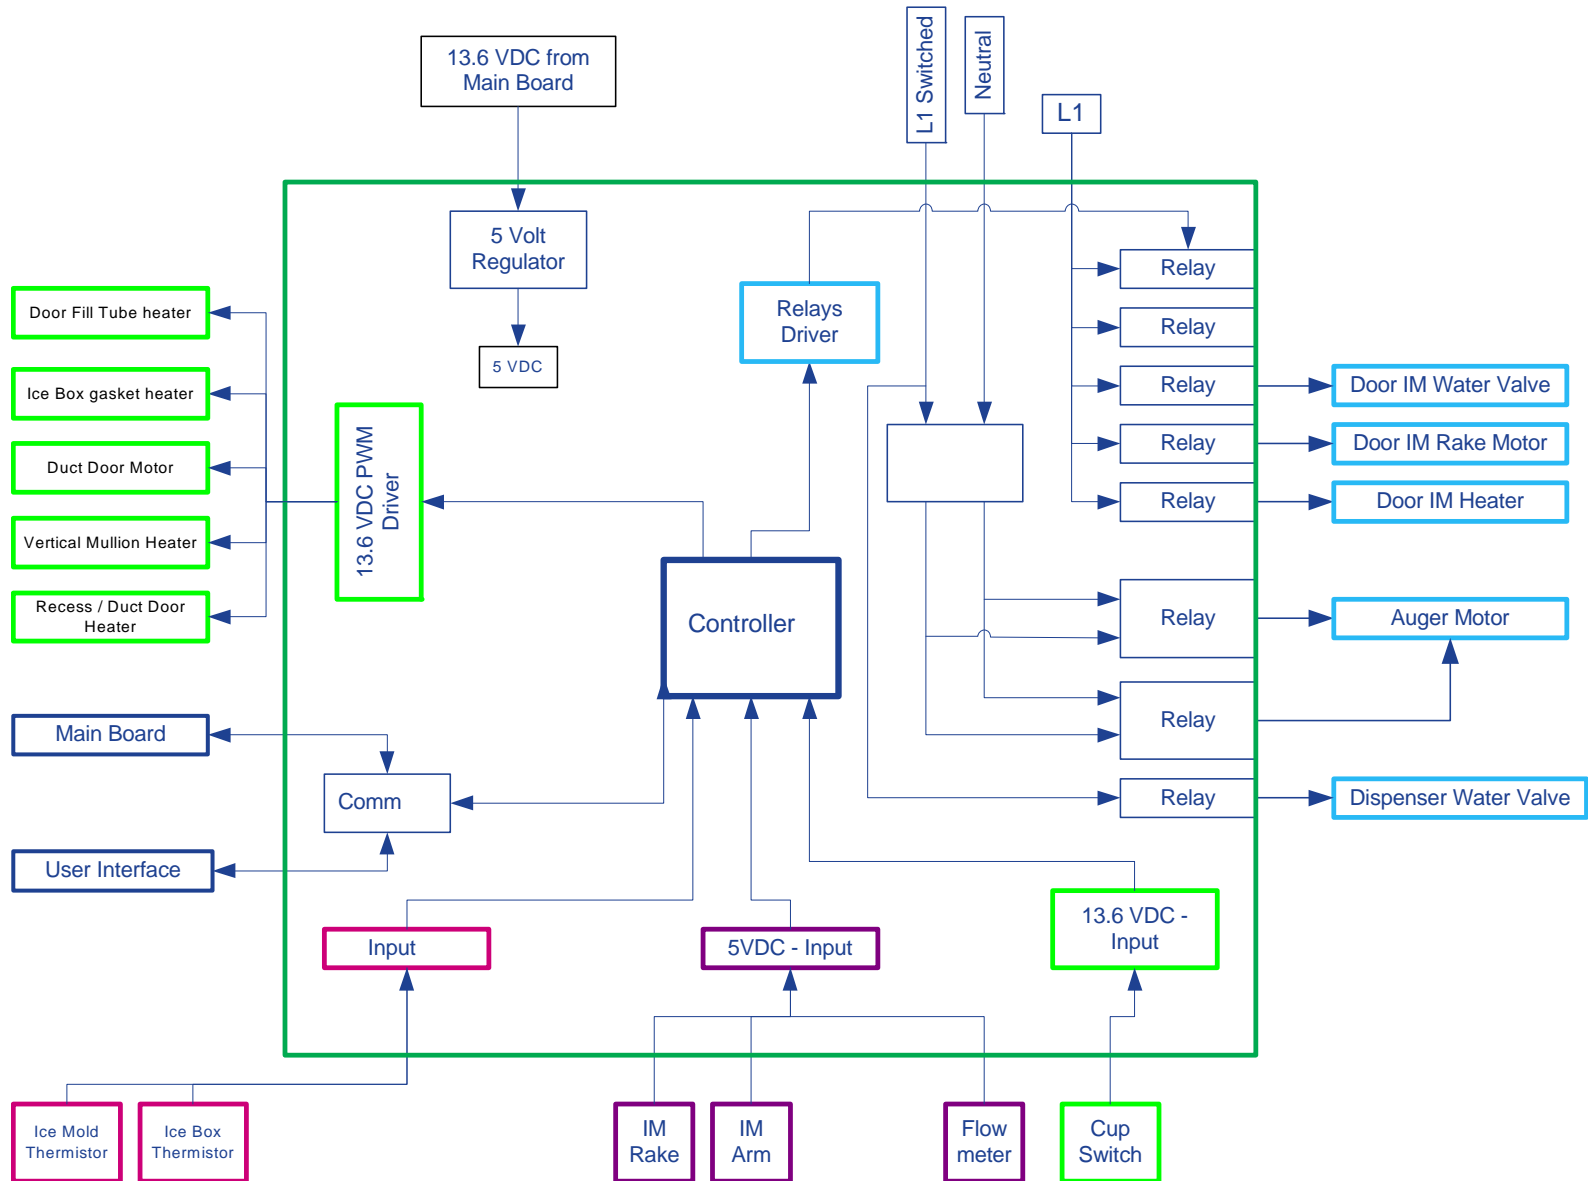 13.6 VDC from
Main Board
L1 Switched
Neutral
L1
5 Volt
Regulator
Relay
Door Fill Tube heater
Relays
Driver
Relay
5 VDC
Ice Box gasket heater
Relay
Door IM Water Valve
Duct Door Motor
13.6 VDC PWM
Driver
Relay
Door IM Rake Motor
Relay
Door IM Heater
Vertical Mullion Heater
Recess / Duct Door
Heater
Controller
Relay
Auger Motor
Main Board
Relay
Comm
Relay
Dispenser Water Valve
User Interface
Input
5VDC - Input
13.6 VDC -
Input
Ice Mold
Thermistor
Ice Box
Thermistor
IM
Rake
IM
Arm
Flow
meter
Cup
Switch